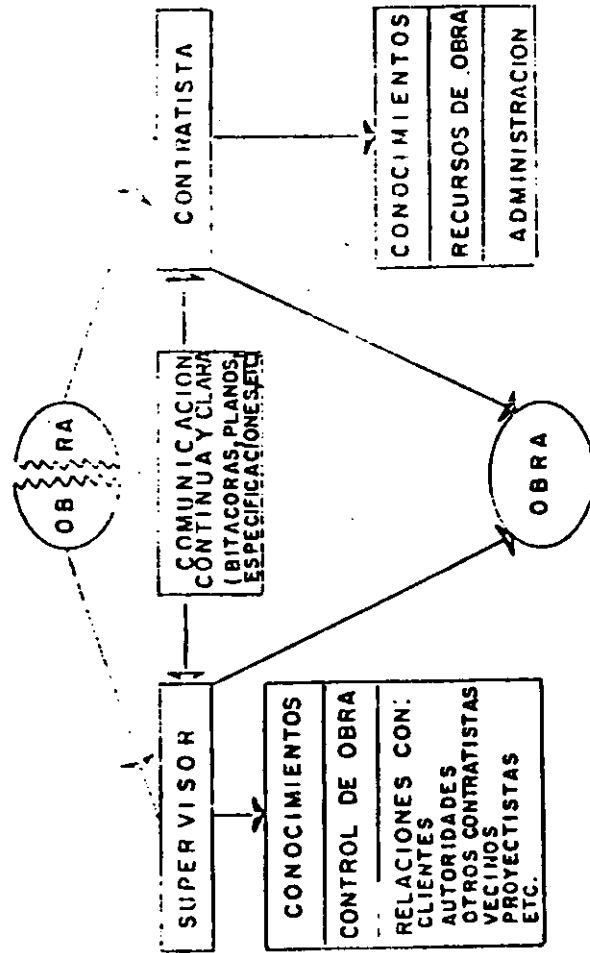 OB RA
SUPERVISOR
COMUNICACION
CONTINUA Y CLARA
(BITACORAS, PLANOS,
ESPECIFICACIONES, ETC
CONTRATISTA
CONOCIMIENTOS
CONTROL DE OBRA
RELACIONES CON:
CLIENTES
AUTORIDADES
OTROS CONTRATISTAS
VECINOS
PROYECTISTAS
ETC.
OBRA
CONOCIMIENTOS
RECURSOS DE OBRA
ADMINISTRACION